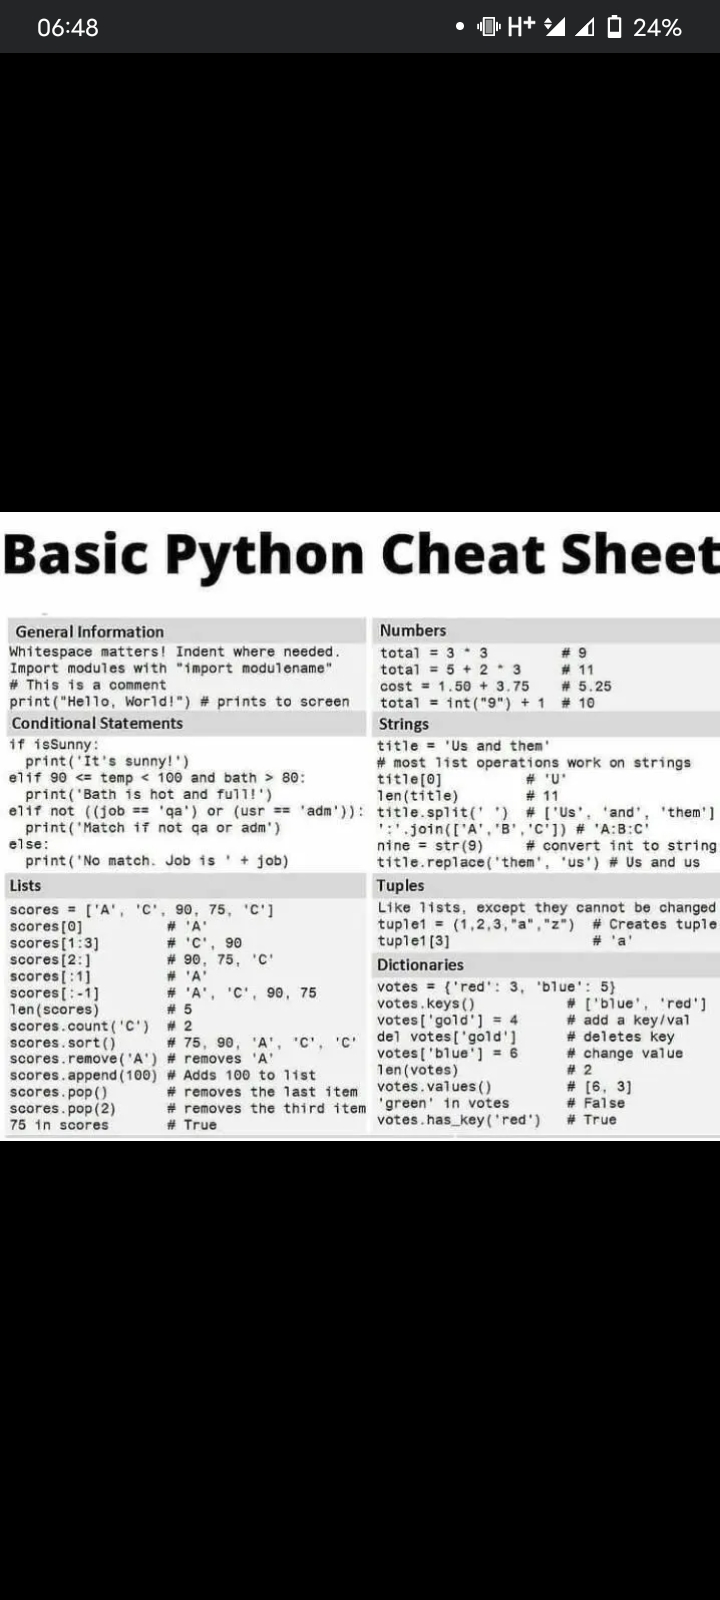 06:48
H+ 24%
Basic Python Cheat Sheet
General Information
Whitespace matters! Indent where needed.
Import modules with "import modulename"
# This is a comment
print("Hello, World!") # prints to screen
Conditional Statements
if isSunny:
print('It's sunny!')
elif 90 <= temp < 100 and bath > 80:
print('Bath is hot and full!')
elif not ((job == 'qa') or (usr == 'adm')):
print('Match if not qa or adm')
else:
print('No match. Job is ' + job)
Lists
scores = ['A', 'C', 90, 75, 'C']
scores[0] # 'A'
scores[1:3] # 'C', 90
scores[2:] # 90, 75, 'C'
scores[:1] # 'A'
scores[:-1] # 'A', 'C', 90, 75
len(scores) # 5
scores.count('C') # 2
scores.sort() # 75, 90, 'A', 'C', 'C'
scores.remove('A') # removes 'A'
scores.append(100) # Adds 100 to list
scores.pop() # removes the last item
scores.pop(2) # removes the third item
75 in scores # True
Numbers
total = 3 * 3 # 9
total = 5 + 2 * 3 # 11
cost = 1.50 + 3.75 # 5.25
total = int("9") + 1 # 10
Strings
title = 'Us and them'
# most list operations work on strings
title[0] # 'U'
len(title) # 11
title.split(' ') # ['Us', 'and', 'them']
':'.join(['A','B','C']) # 'A:B:C'
nine = str(9) # convert int to string
title.replace('them', 'us') # Us and us
Tuples
Like lists, except they cannot be changed
tuple1 = (1,2,3,"a","z") # Creates tuple
tuple1[3] # 'a'
Dictionaries
votes = {'red': 3, 'blue': 5}
votes.keys() # ['blue', 'red']
votes['gold'] = 4 # add a key/val
del votes['gold'] # deletes key
votes['blue'] = 6 # change value
len(votes) # 2
votes.values() # [6, 3]
'green' in votes # False
votes.has_key('red') # True